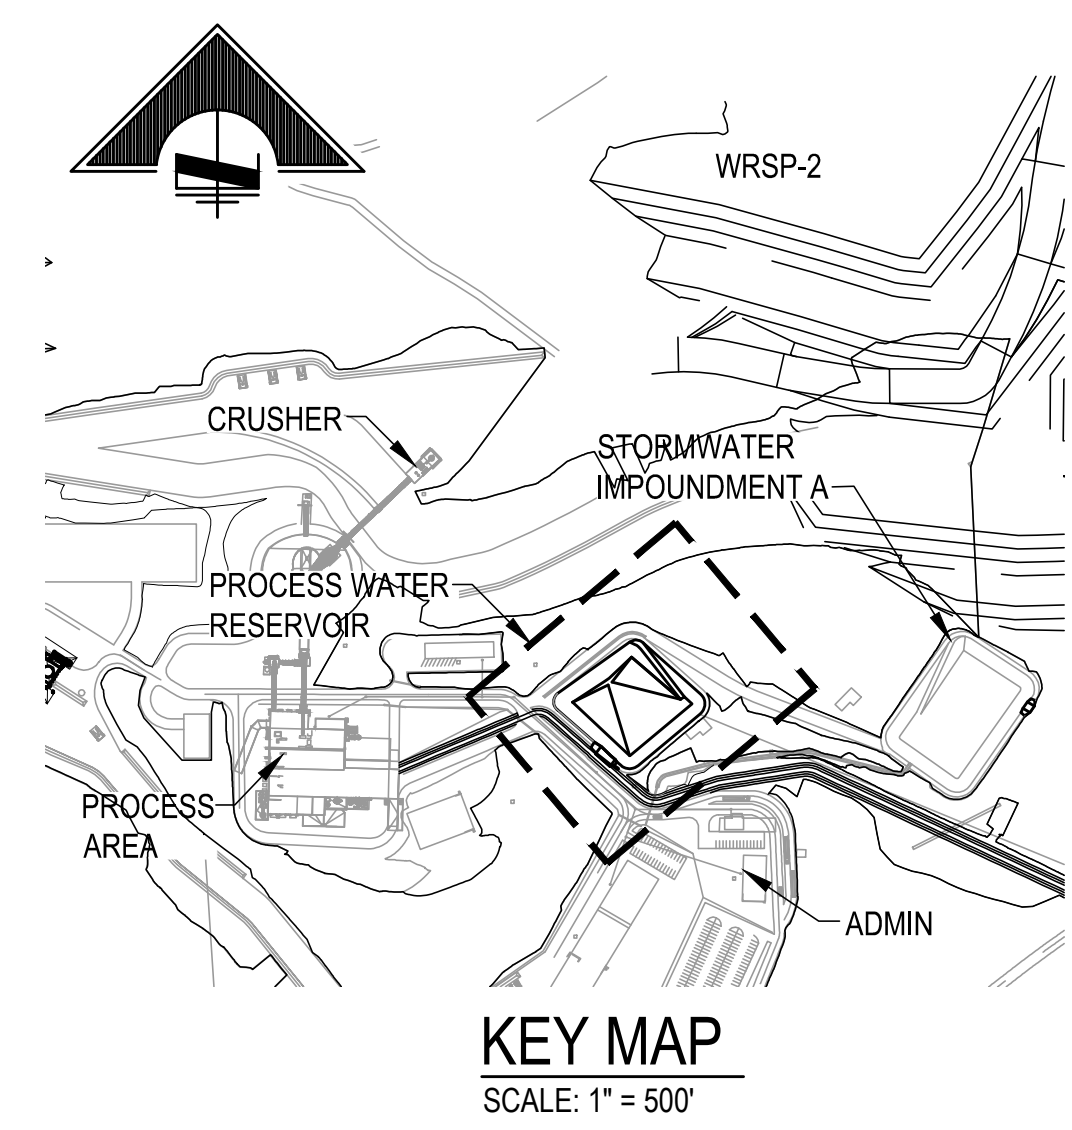 WRSP-2
CRUSHER
STORMWATER
IMPOUNDMENT A
PROCESS WATER
RESERVOIR
PROCESS
AREA
ADMIN
KEY MAP
SCALE: 1" = 500'